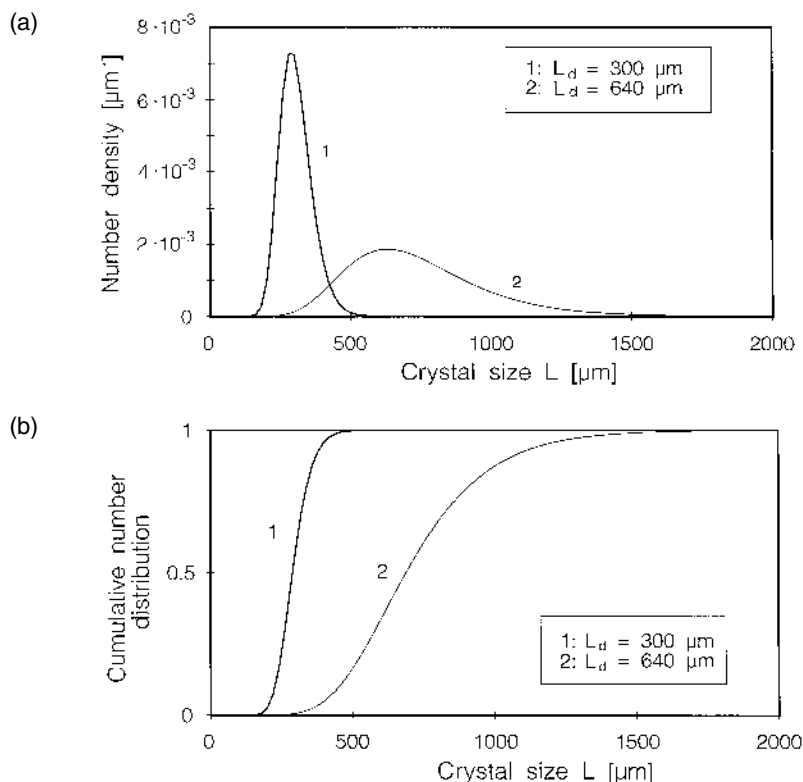 (a)
8·10⁻³
6·10⁻³
4·10⁻³
2·10⁻³
0
Number density [µm⁻¹]
1: L_d = 300 µm
2: L_d = 640 µm
1
2
0 500 1000 1500 2000
Crystal size L [µm]
(b)
1
0.5
0
Cumulative number
distribution
1
2
1: L_d = 300 µm
2: L_d = 640 µm
0 500 1000 1500 2000
Crystal size L [µm]